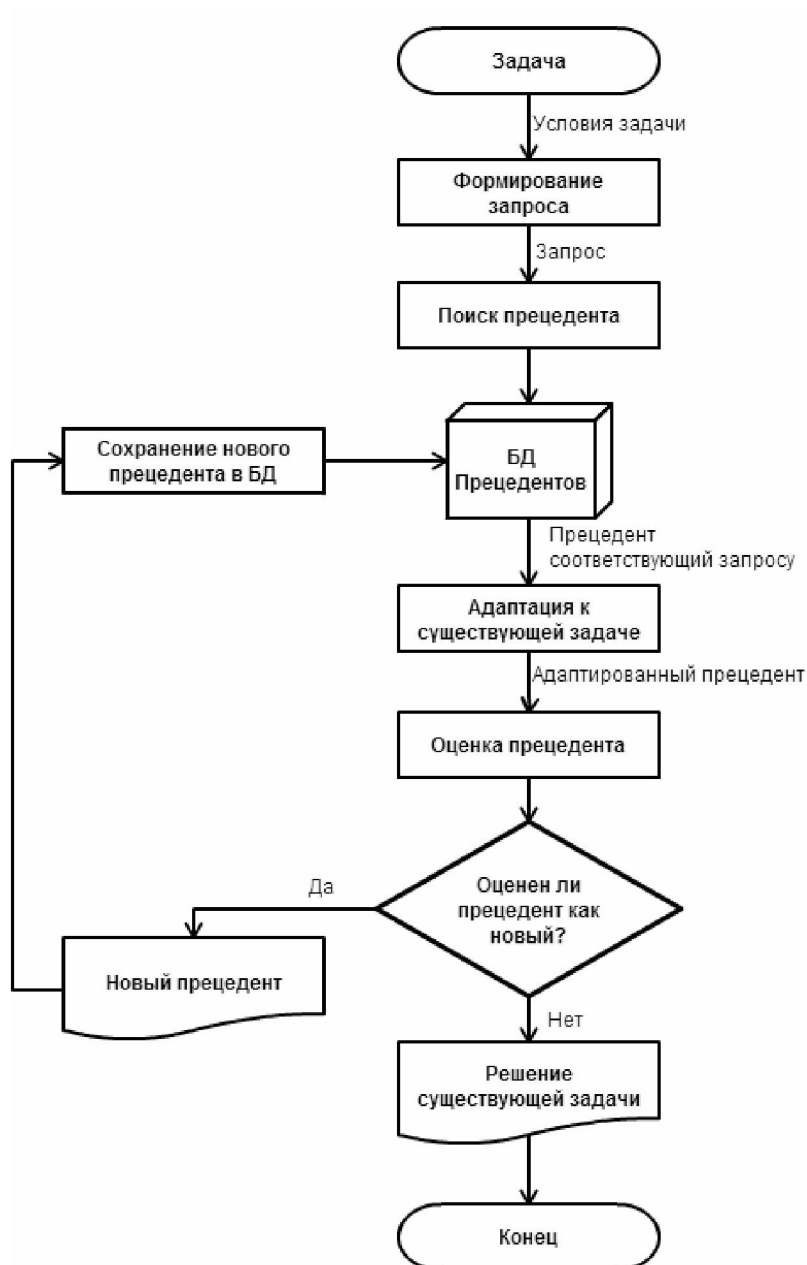 Задача
Условия задачи
Формирование
запроса
Запрос
Поиск прецедента
Сохранение нового
прецедента в БД
БД
Прецедентов
Прецедент
соответствующий запросу
Адаптация к
существующей задаче
Адаптированный прецедент
Оценка прецедента
Оценен ли
прецедент как
новый?
Да
Новый прецедент
Нет
Решение
существующей задачи
Конец